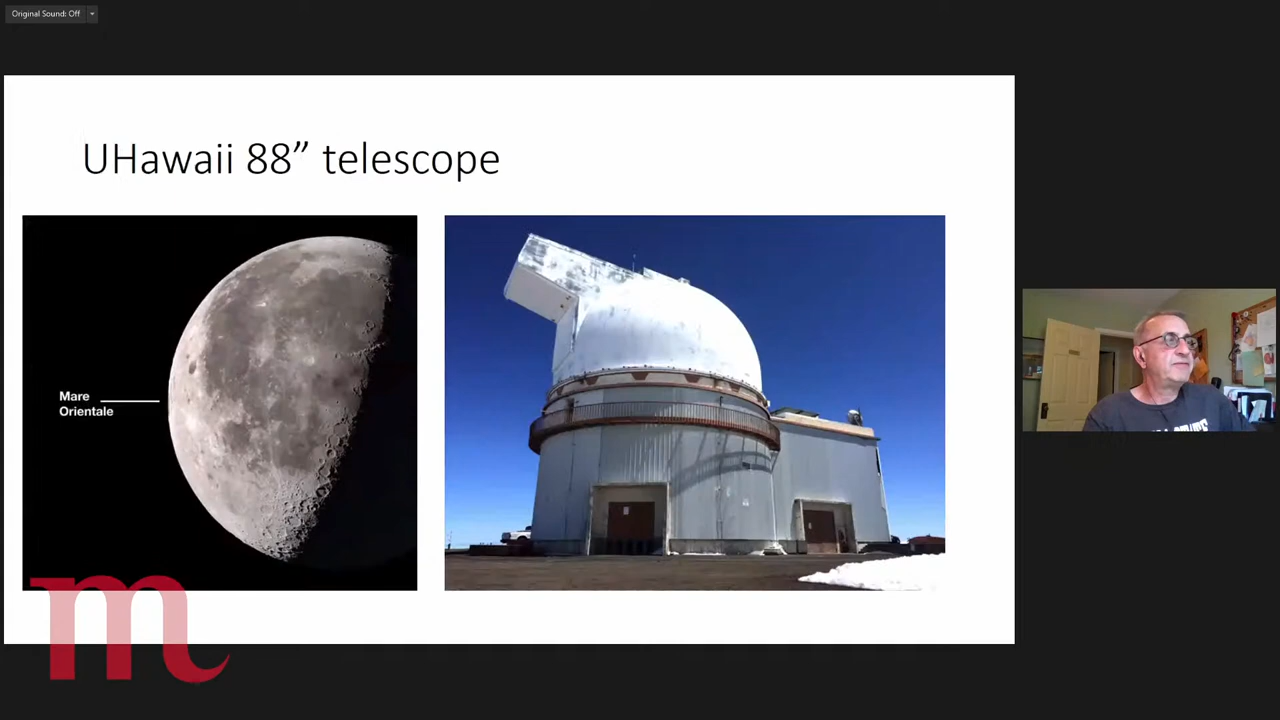 Original Sound: Off
UHawaii 88” telescope
Mare
Orientale
m